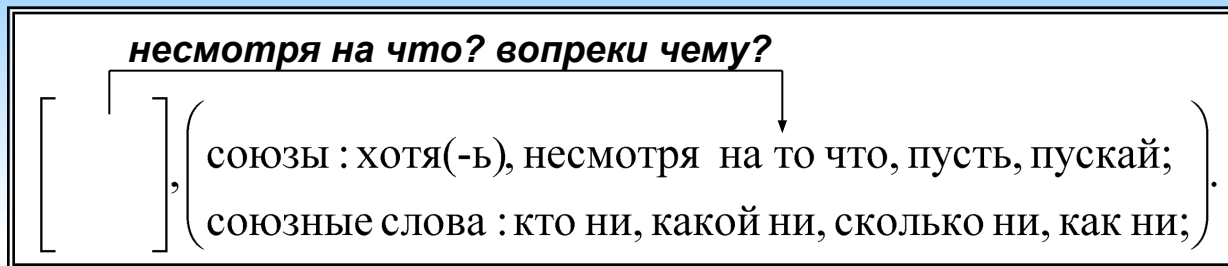 несмотря на что? вопреки чему?
[ ], (союзы : хотя(-ь), несмотря на то что, пусть, пускай;
союзные слова : кто ни, какой ни, сколько ни, как ни;).